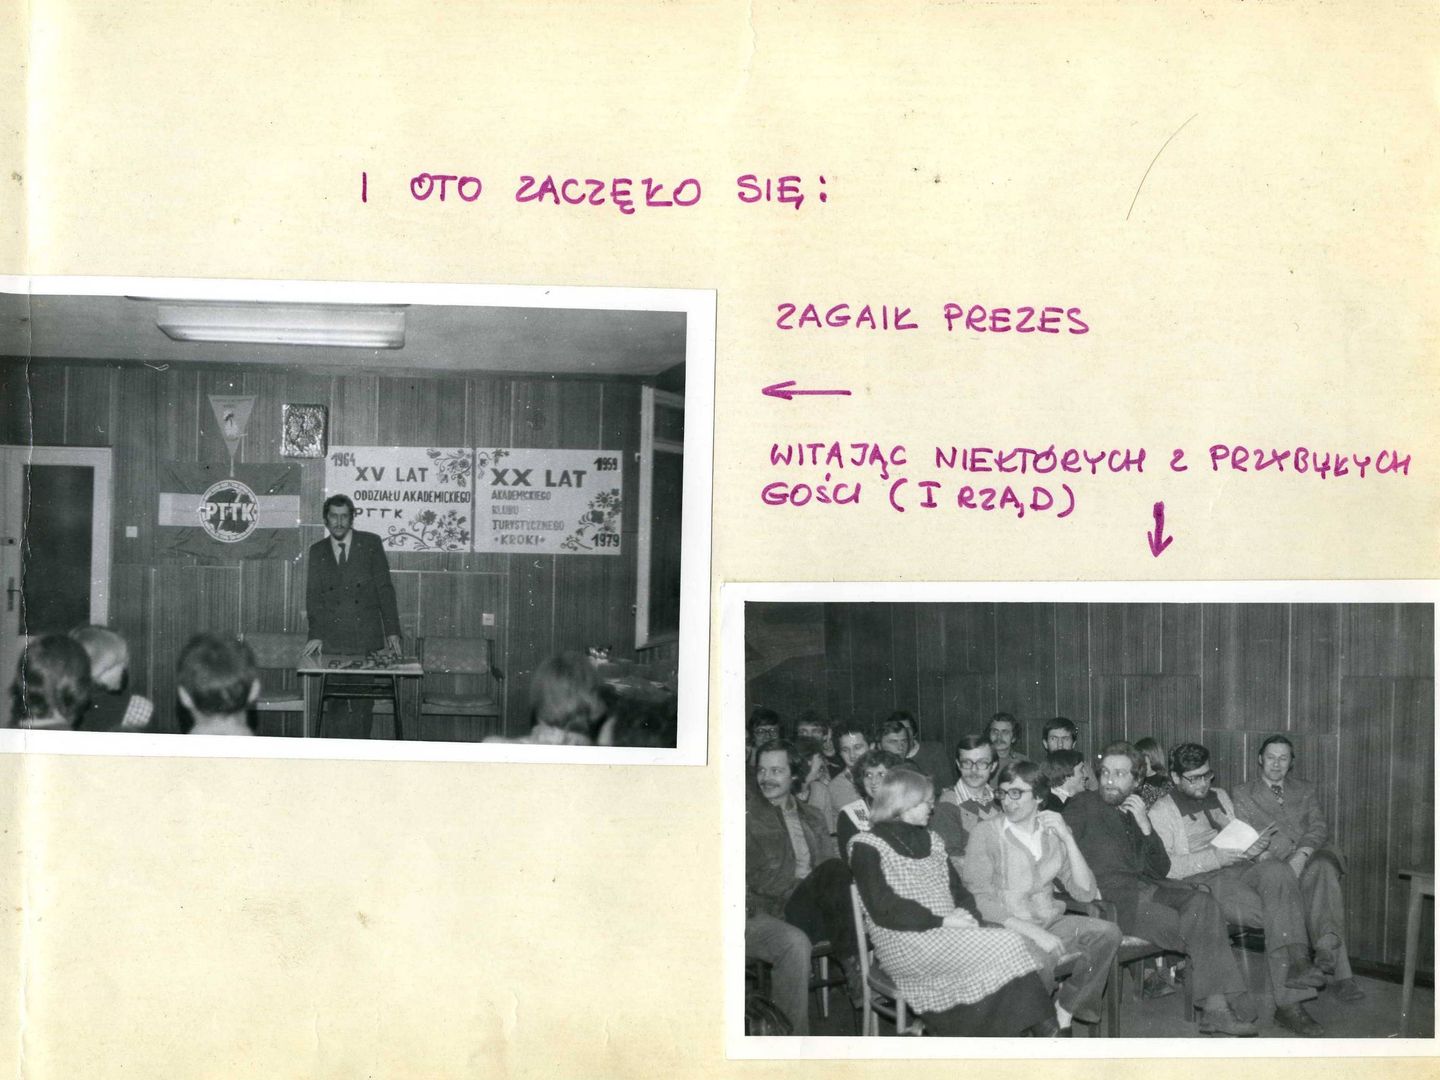 I OTO ZACZĘŁO SIĘ:
ZAGAIŁ PREZES
WITAJĄC NIEKTÓRYCH Z PRZYBYŁYCH
GOŚCI (I RZĄD)
1964
XV LAT
ODDZIAŁU AKADEMICKIEGO
PTTK
XX LAT
1959
AKADEMICKIEGO
KLUBU
TURYSTYCZNEGO
•KROKI•
1979
PTTK